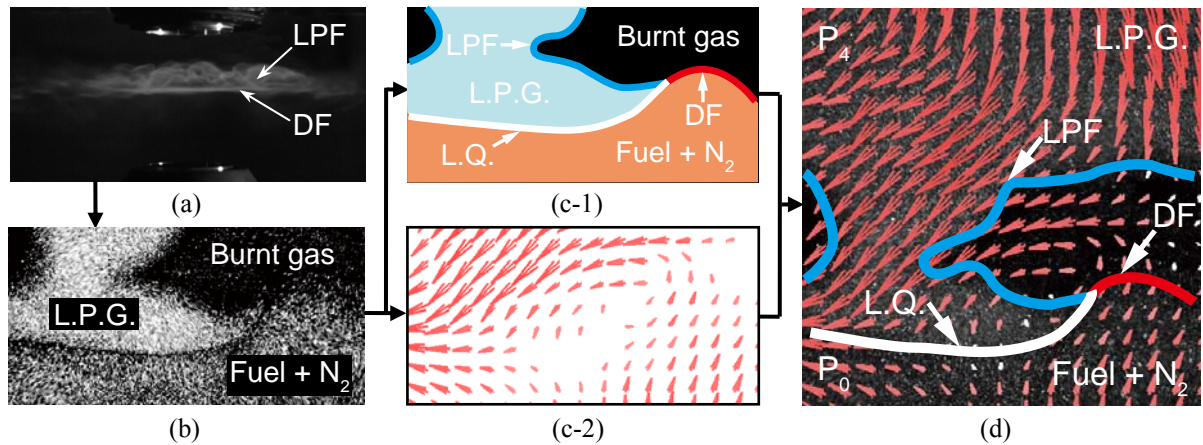 LPF
DF
(a)
Burnt gas
L.P.G.
Fuel + N₂
(b)
LPF
Burnt gas
L.P.G.
DF
L.Q.
Fuel + N₂
(c-1)
(c-2)
P₄
L.P.G.
LPF
DF
L.Q.
P₀
Fuel + N₂
(d)